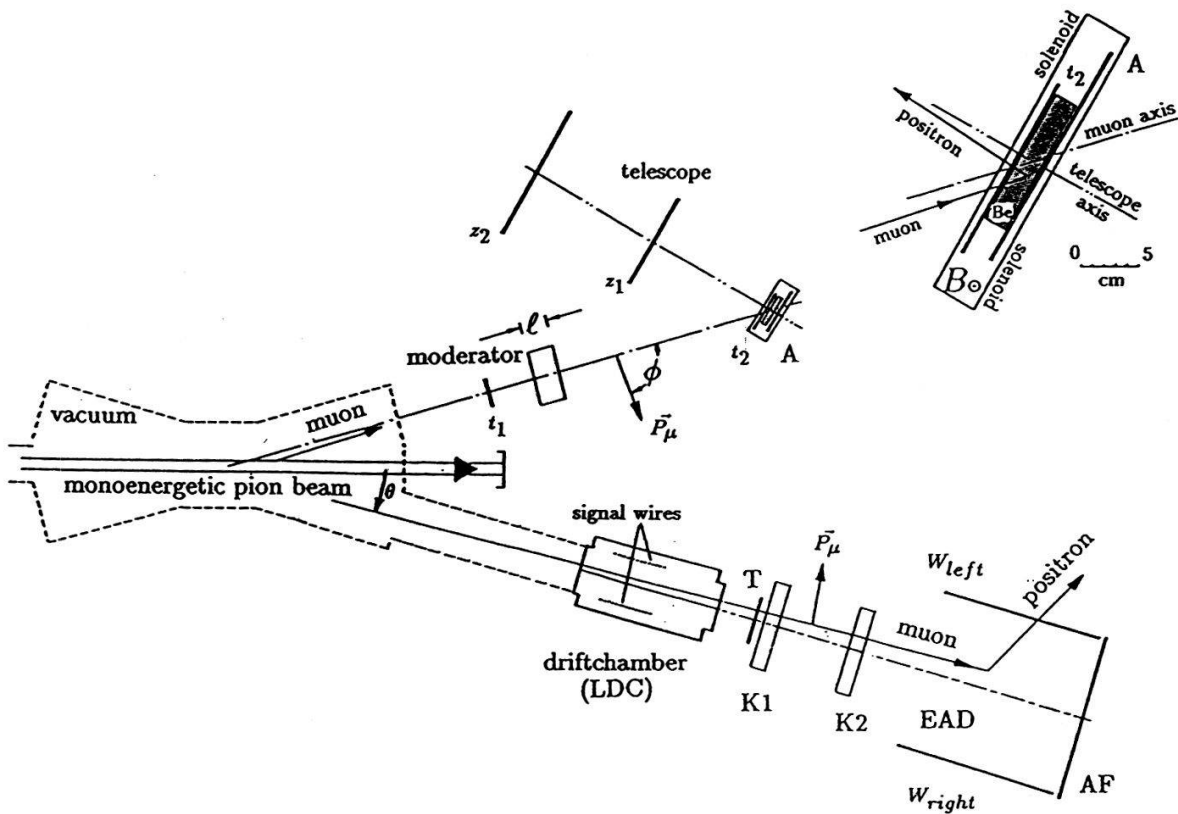 solenoid
t2
A
positron
muon axis
telescope
axis
muon
Be
solenoid
B⊙
0 5
cm
telescope
z2
z1
ℓ
moderator
t2
A
vacuum
muon
t1
ϕ
P⃗μ
monoenergetic pion beam
θ
signal wires
P⃗μ
Wleft
positron
T
muon
driftchamber
(LDC)
K1
K2
EAD
AF
Wright